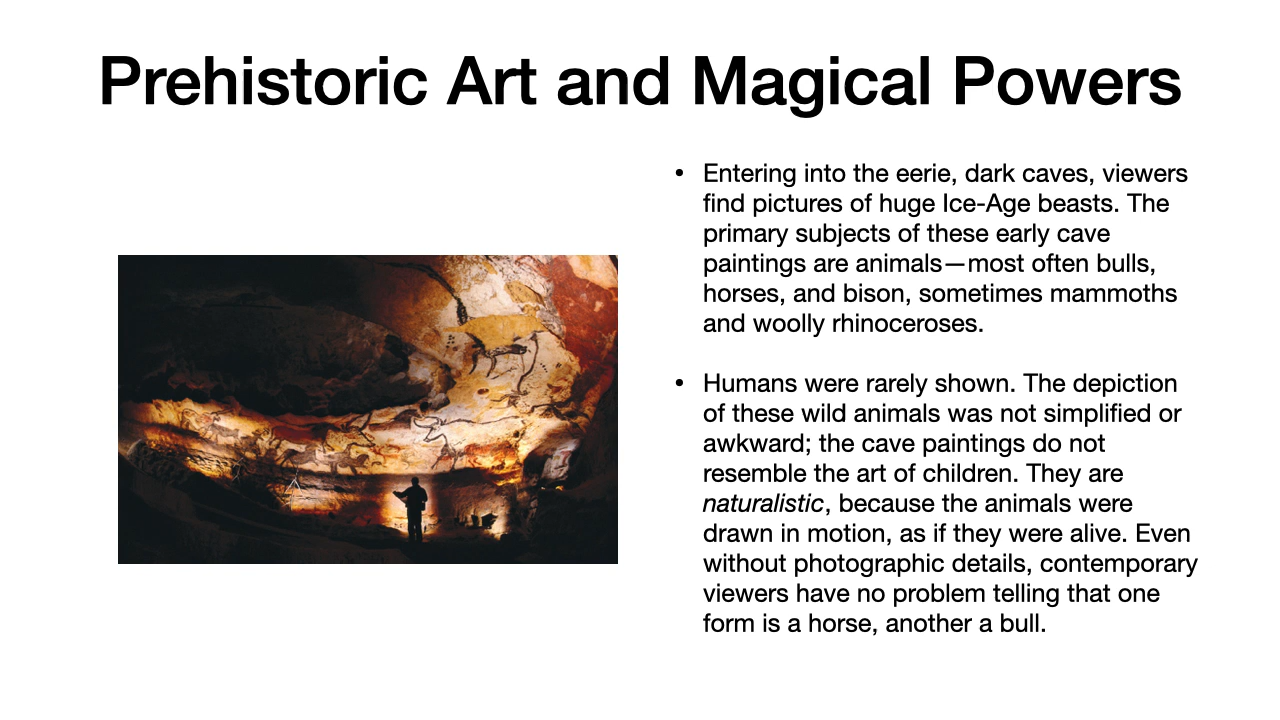 Prehistoric Art and Magical Powers
• Entering into the eerie, dark caves, viewers
find pictures of huge Ice-Age beasts. The
primary subjects of these early cave
paintings are animals—most often bulls,
horses, and bison, sometimes mammoths
and woolly rhinoceroses.
• Humans were rarely shown. The depiction
of these wild animals was not simplified or
awkward; the cave paintings do not
resemble the art of children. They are
naturalistic, because the animals were
drawn in motion, as if they were alive. Even
without photographic details, contemporary
viewers have no problem telling that one
form is a horse, another a bull.